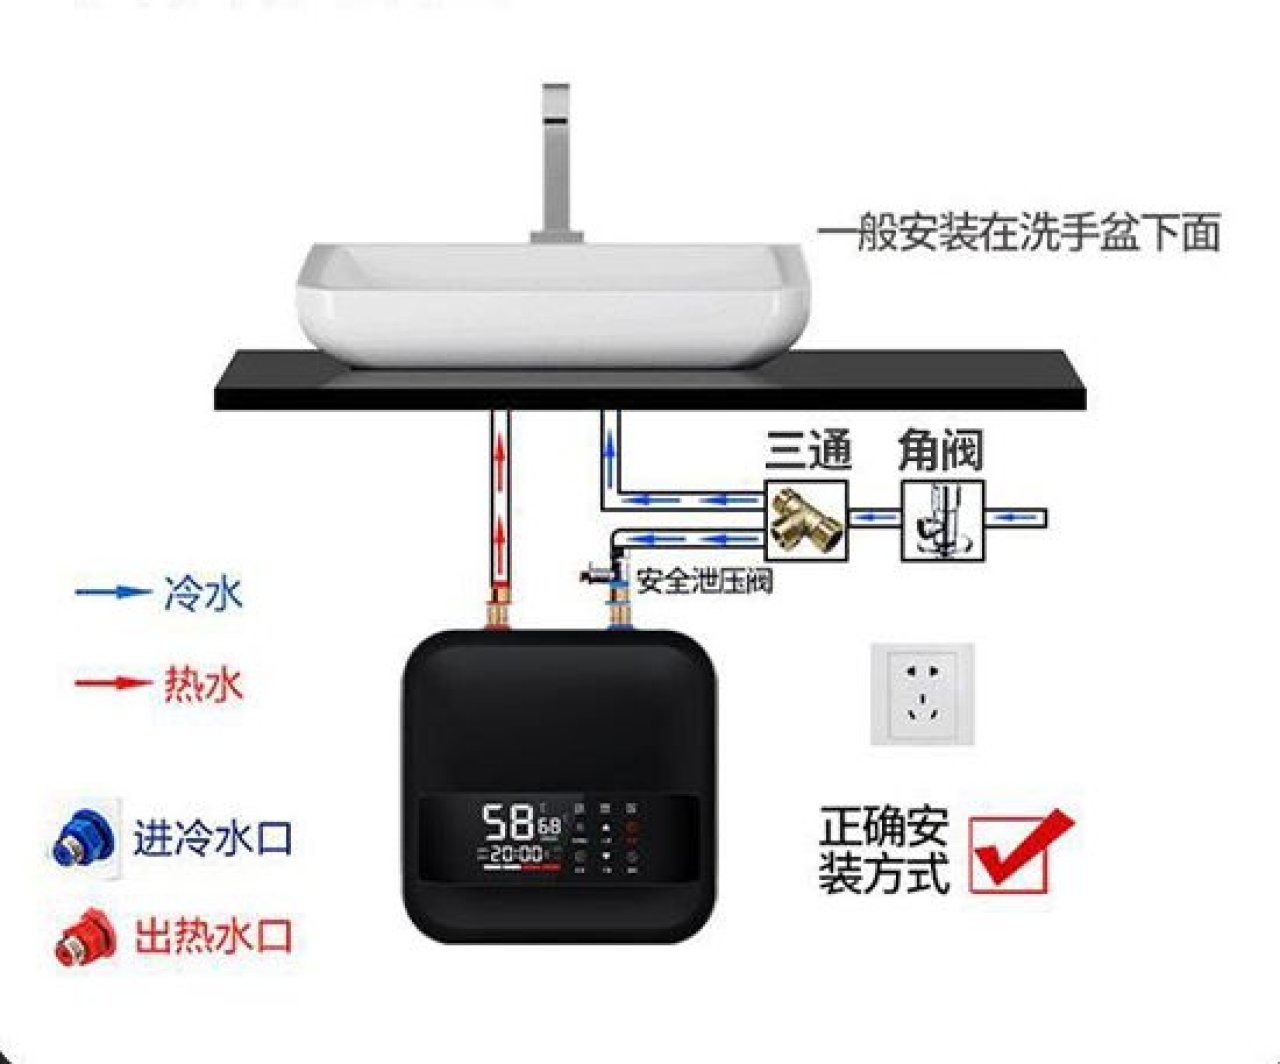 一般安装在洗手盆下面
三通
角阀
安全泄压阀
冷水
热水
58
68
20:00
进冷水口
出热水口
正确安
装方式